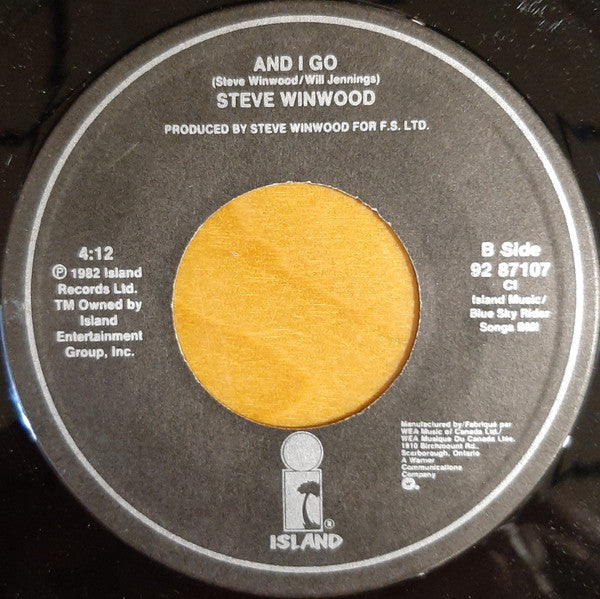 AND I GO
(Steve Winwood/Will Jennings)
STEVE WINWOOD
PRODUCED BY STEVE WINWOOD FOR F.S. LTD.
4:12
Ⓟ 1982 Island
Records Ltd.
TM Owned by
Island
Entertainment
Group, Inc.
B Side
92 87107
CI
Island Music/
Blue Sky Rider
Songs BMI
Manufactured by/Fabriqué par
WEA Music of Canada Ltd./
WEA Musique Du Canada Ltée.
1810 Birchmount Rd.
Scarborough, Ontario
A Warner
Communications
Company
®
ISLAND